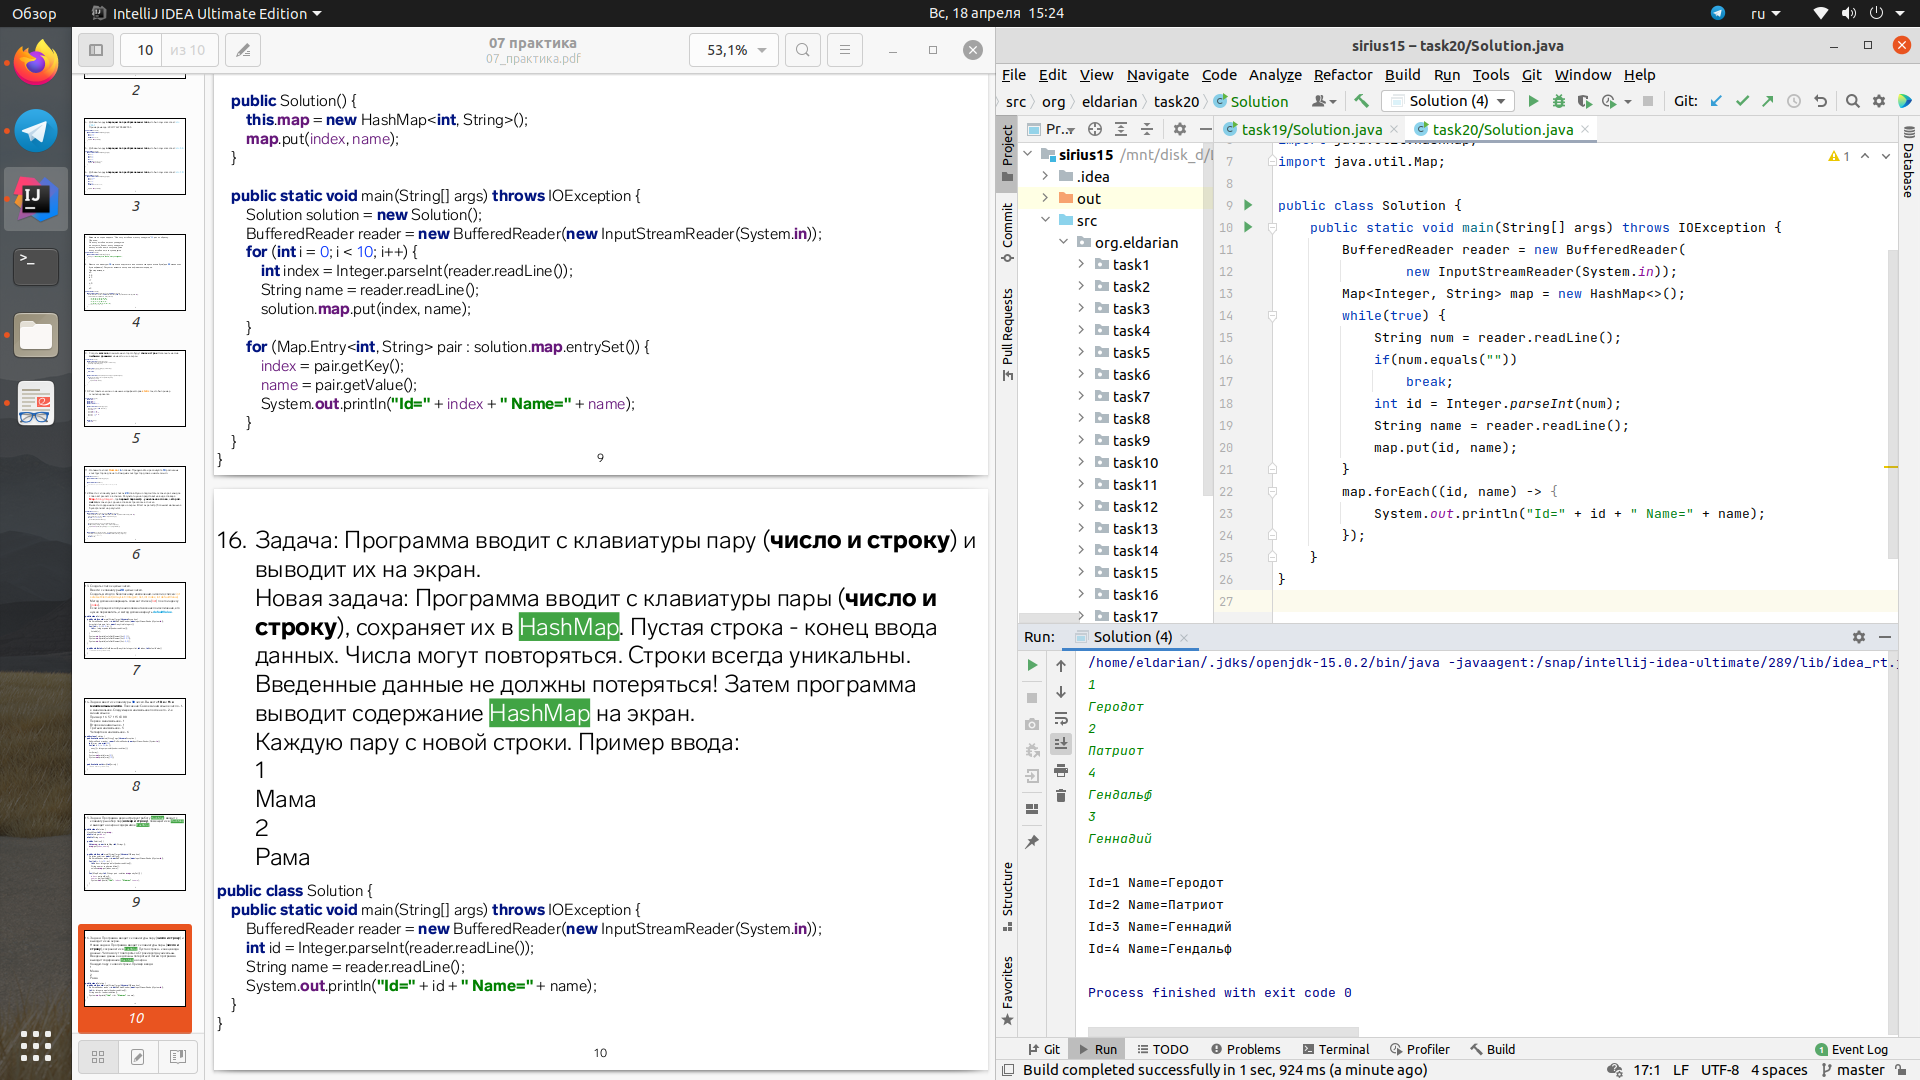 Обзор
IntelliJ IDEA Ultimate Edition
Вс, 18 апреля 15:24
ru
10 из 10
07 практика
07_практика.pdf
53,1%
2
3
4
5
6
7
8
9
10
public Solution() {
this.map = new HashMap<int, String>();
map.put(index, name);
}
public static void main(String[] args) throws IOException {
Solution solution = new Solution();
BufferedReader reader = new BufferedReader(new InputStreamReader(System.in));
for (int i = 0; i < 10; i++) {
int index = Integer.parseInt(reader.readLine());
String name = reader.readLine();
solution.map.put(index, name);
}
for (Map.Entry<int, String> pair : solution.map.entrySet()) {
index = pair.getKey();
name = pair.getValue();
System.out.println("Id=" + index + " Name=" + name);
}
}
}
9
16. Задача: Программа вводит с клавиатуры пару (число и строку) и
выводит их на экран.
Новая задача: Программа вводит с клавиатуры пары (число и
строку), сохраняет их в HashMap. Пустая строка - конец ввода
данных. Числа могут повторяться. Строки всегда уникальны.
Введенные данные не должны потеряться! Затем программа
выводит содержание HashMap на экран.
Каждую пару с новой строки. Пример ввода:
1
Мама
2
Рама
public class Solution {
public static void main(String[] args) throws IOException {
BufferedReader reader = new BufferedReader(new InputStreamReader(System.in));
int id = Integer.parseInt(reader.readLine());
String name = reader.readLine();
System.out.println("Id=" + id + " Name=" + name);
}
}
10
sirius15 – task20/Solution.java
File Edit View Navigate Code Analyze Refactor Build Run Tools Git Window Help
src org eldarian task20 Solution
Solution (4)
Git:
Project
Commit
Pull Requests
Structure
Favorites
Database
Pr..
sirius15 /mnt/disk_d/
.idea
out
src
org.eldarian
task1
task2
task3
task4
task5
task6
task7
task8
task9
task10
task11
task12
task13
task14
task15
task16
task17
task19/Solution.java
task20/Solution.java
1
import java.util.HashMap;
7 import java.util.Map;
8
9 public class Solution {
10 public static void main(String[] args) throws IOException {
11 BufferedReader reader = new BufferedReader(
12 new InputStreamReader(System.in));
13 Map<Integer, String> map = new HashMap<>();
14 while(true) {
15 String num = reader.readLine();
16 if(num.equals(""))
17 break;
18 int id = Integer.parseInt(num);
19 String name = reader.readLine();
20 map.put(id, name);
21 }
22 map.forEach((id, name) -> {
23 System.out.println("Id=" + id + " Name=" + name);
24 });
25 }
26 }
27
Run: Solution (4)
/home/eldarian/.jdks/openjdk-15.0.2/bin/java -javaagent:/snap/intellij-idea-ultimate/289/lib/idea_rt.
1
Геродот
2
Патриот
4
Гендальф
3
Геннадий
Id=1 Name=Геродот
Id=2 Name=Патриот
Id=3 Name=Геннадий
Id=4 Name=Гендальф
Process finished with exit code 0
Git Run TODO Problems Terminal Profiler Build
1 Event Log
Build completed successfully in 1 sec, 924 ms (a minute ago)
17:1 LF UTF-8 4 spaces master